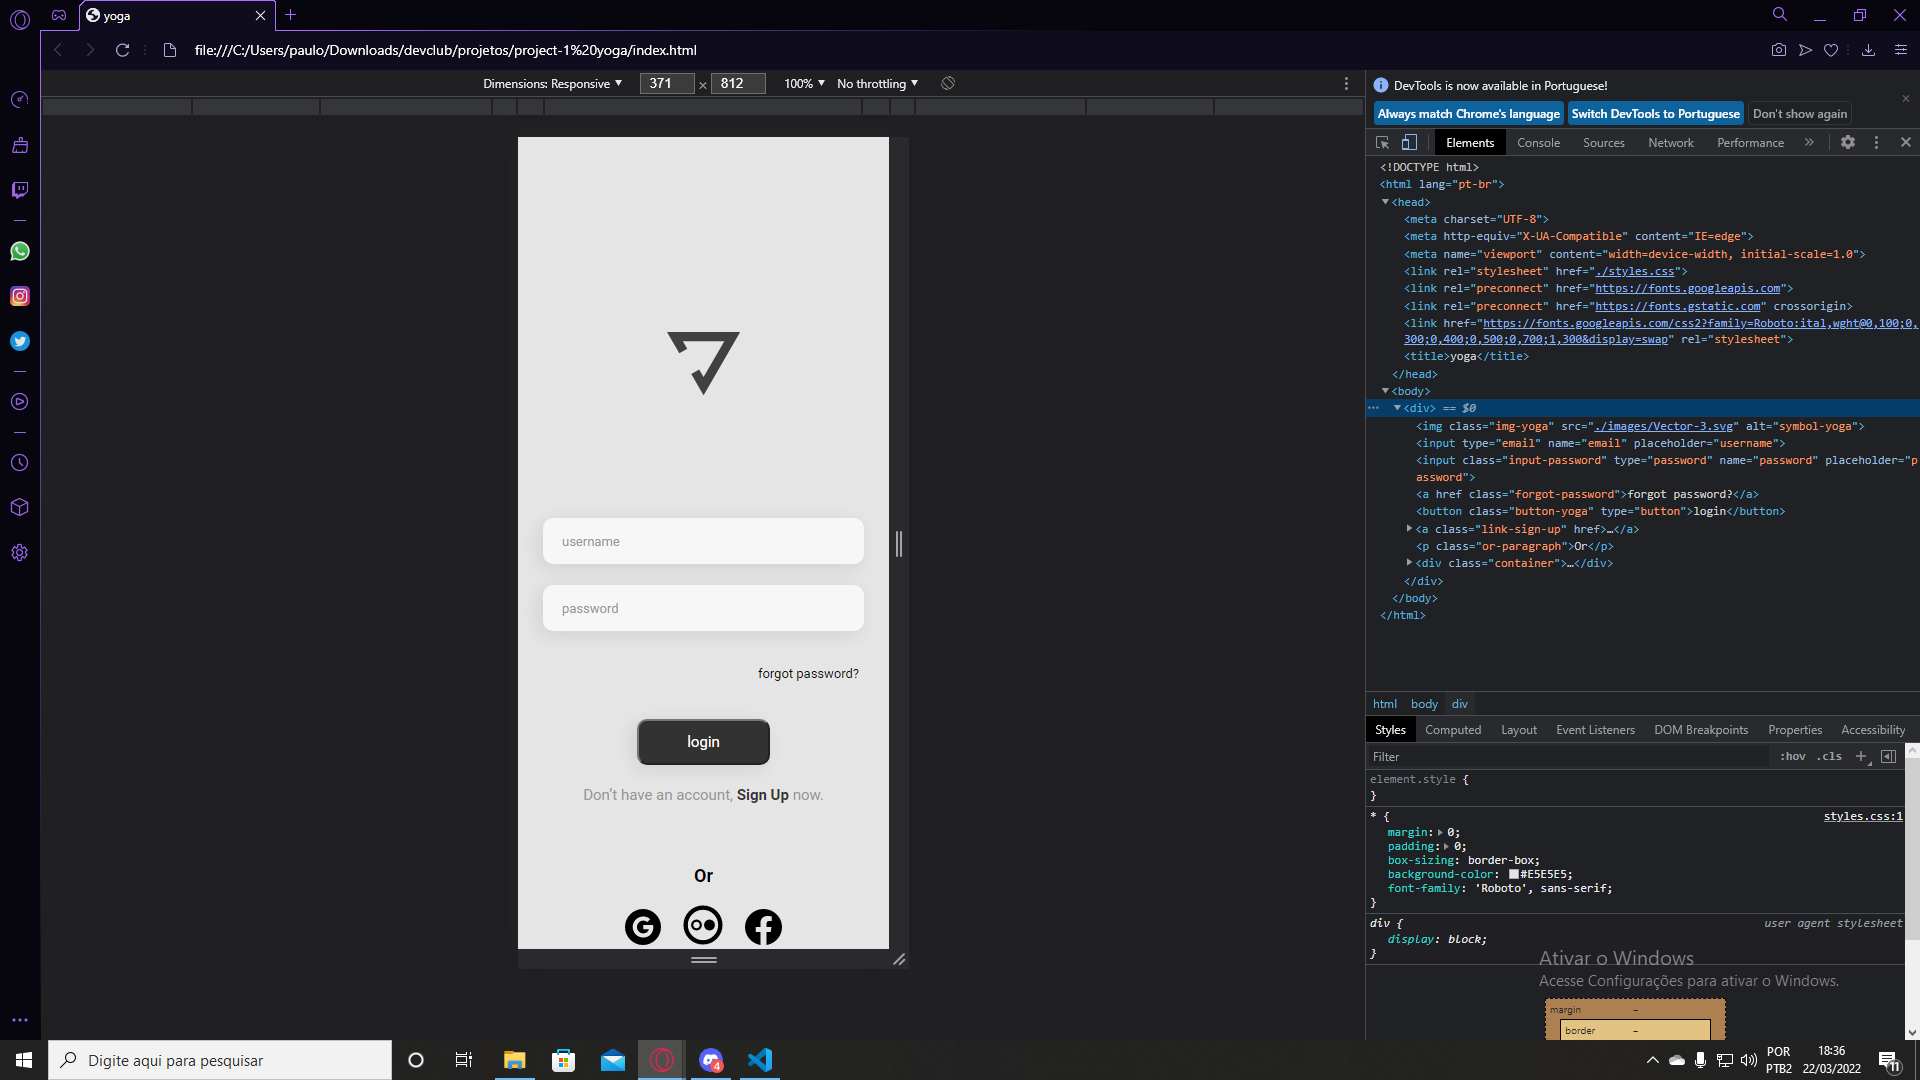 yoga
file:///C:/Users/paulo/Downloads/devclub/projetos/project-1%20yoga/index.html
Dimensions: Responsive 371 × 812 100% No throttling
DevTools is now available in Portuguese!
Always match Chrome's language Switch DevTools to Portuguese Don't show again
Elements Console Sources Network Performance
<!DOCTYPE html>
<html lang="pt-br">
<head>
<meta charset="UTF-8">
<meta http-equiv="X-UA-Compatible" content="IE=edge">
<meta name="viewport" content="width=device-width, initial-scale=1.0">
<link rel="stylesheet" href="./styles.css">
<link rel="preconnect" href="https://fonts.googleapis.com">
<link rel="preconnect" href="https://fonts.gstatic.com" crossorigin>
<link href="https://fonts.googleapis.com/css2?family=Roboto:ital,wght@0,100;0,
300;0,400;0,500;0,700;1,300&display=swap" rel="stylesheet">
<title>yoga</title>
</head>
<body>
<div> == $0
<img class="img-yoga" src="./images/Vector-3.svg" alt="symbol-yoga">
<input type="email" name="email" placeholder="username">
<input class="input-password" type="password" name="password" placeholder="p
assword">
<a href class="forgot-password">forgot password?</a>
<button class="button-yoga" type="button">login</button>
<a class="link-sign-up" href>…</a>
<p class="or-paragraph">Or</p>
<div class="container">…</div>
</div>
</body>
</html>
html body div
Styles Computed Layout Event Listeners DOM Breakpoints Properties Accessibility
Filter :hov .cls
element.style {
}
* { styles.css:1
margin: 0;
padding: 0;
box-sizing: border-box;
background-color: #E5E5E5;
font-family: 'Roboto', sans-serif;
}
div { user agent stylesheet
display: block;
}
Ativar o Windows
Acesse Configurações para ativar o Windows.
margin –
border –
username
password
forgot password?
login
Don't have an account, Sign Up now.
Or
Digite aqui para pesquisar
4
POR
PTB2
18:36
22/03/2022
11